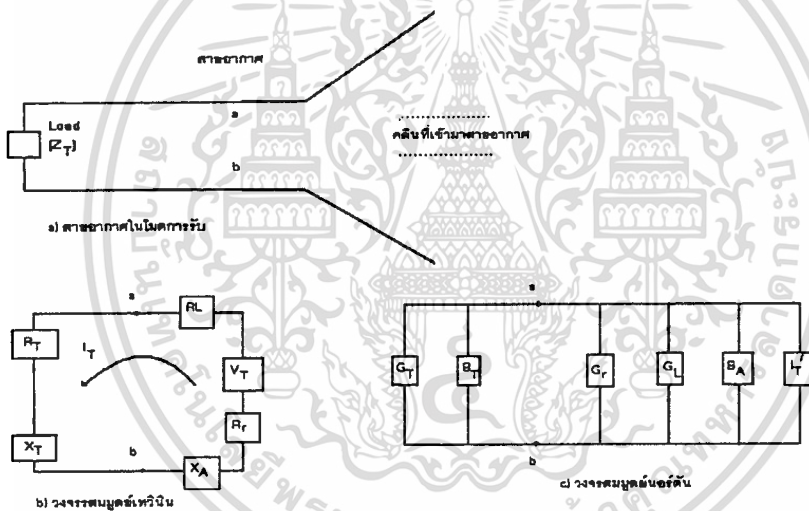 สายอากาศ
a
Load
[Z_T]
คลื่นที่เข้ามาสายอากาศ
b
a) สายอากาศในโมดการรับ
a
RL
R_T
I_T
V_T
R_r
X_T
b
X_A
b) วงจรสมมูลย์เทวินิน
a
G_T
B_T
G_r
G_L
B_A
I_T
b
c) วงจรสมมูลย์นอร์ตัน